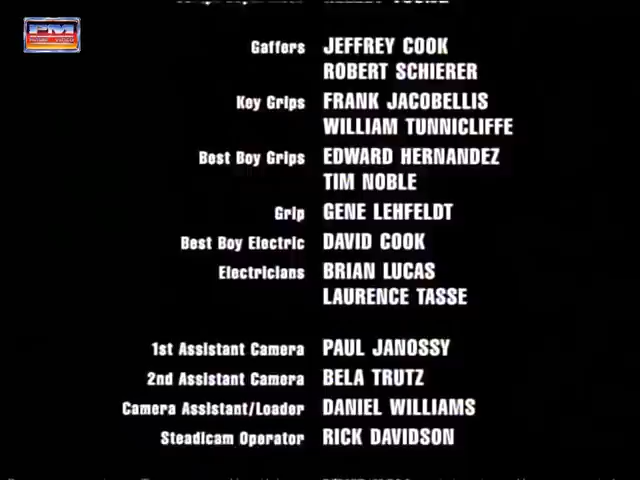 PM
Gaffers JEFFREY COOK
ROBERT SCHIERER
Key Grips FRANK JACOBELLIS
WILLIAM TUNNICLIFFE
Best Boy Grips EDWARD HERNANDEZ
TIM NOBLE
Grip GENE LEHFELDT
Best Boy Electric DAVID COOK
Electricians BRIAN LUCAS
LAURENCE TASSE
1st Assistant Camera PAUL JANOSSY
2nd Assistant Camera BELA TRUTZ
Camera Assistant/Loader DANIEL WILLIAMS
Steadicam Operator RICK DAVIDSON